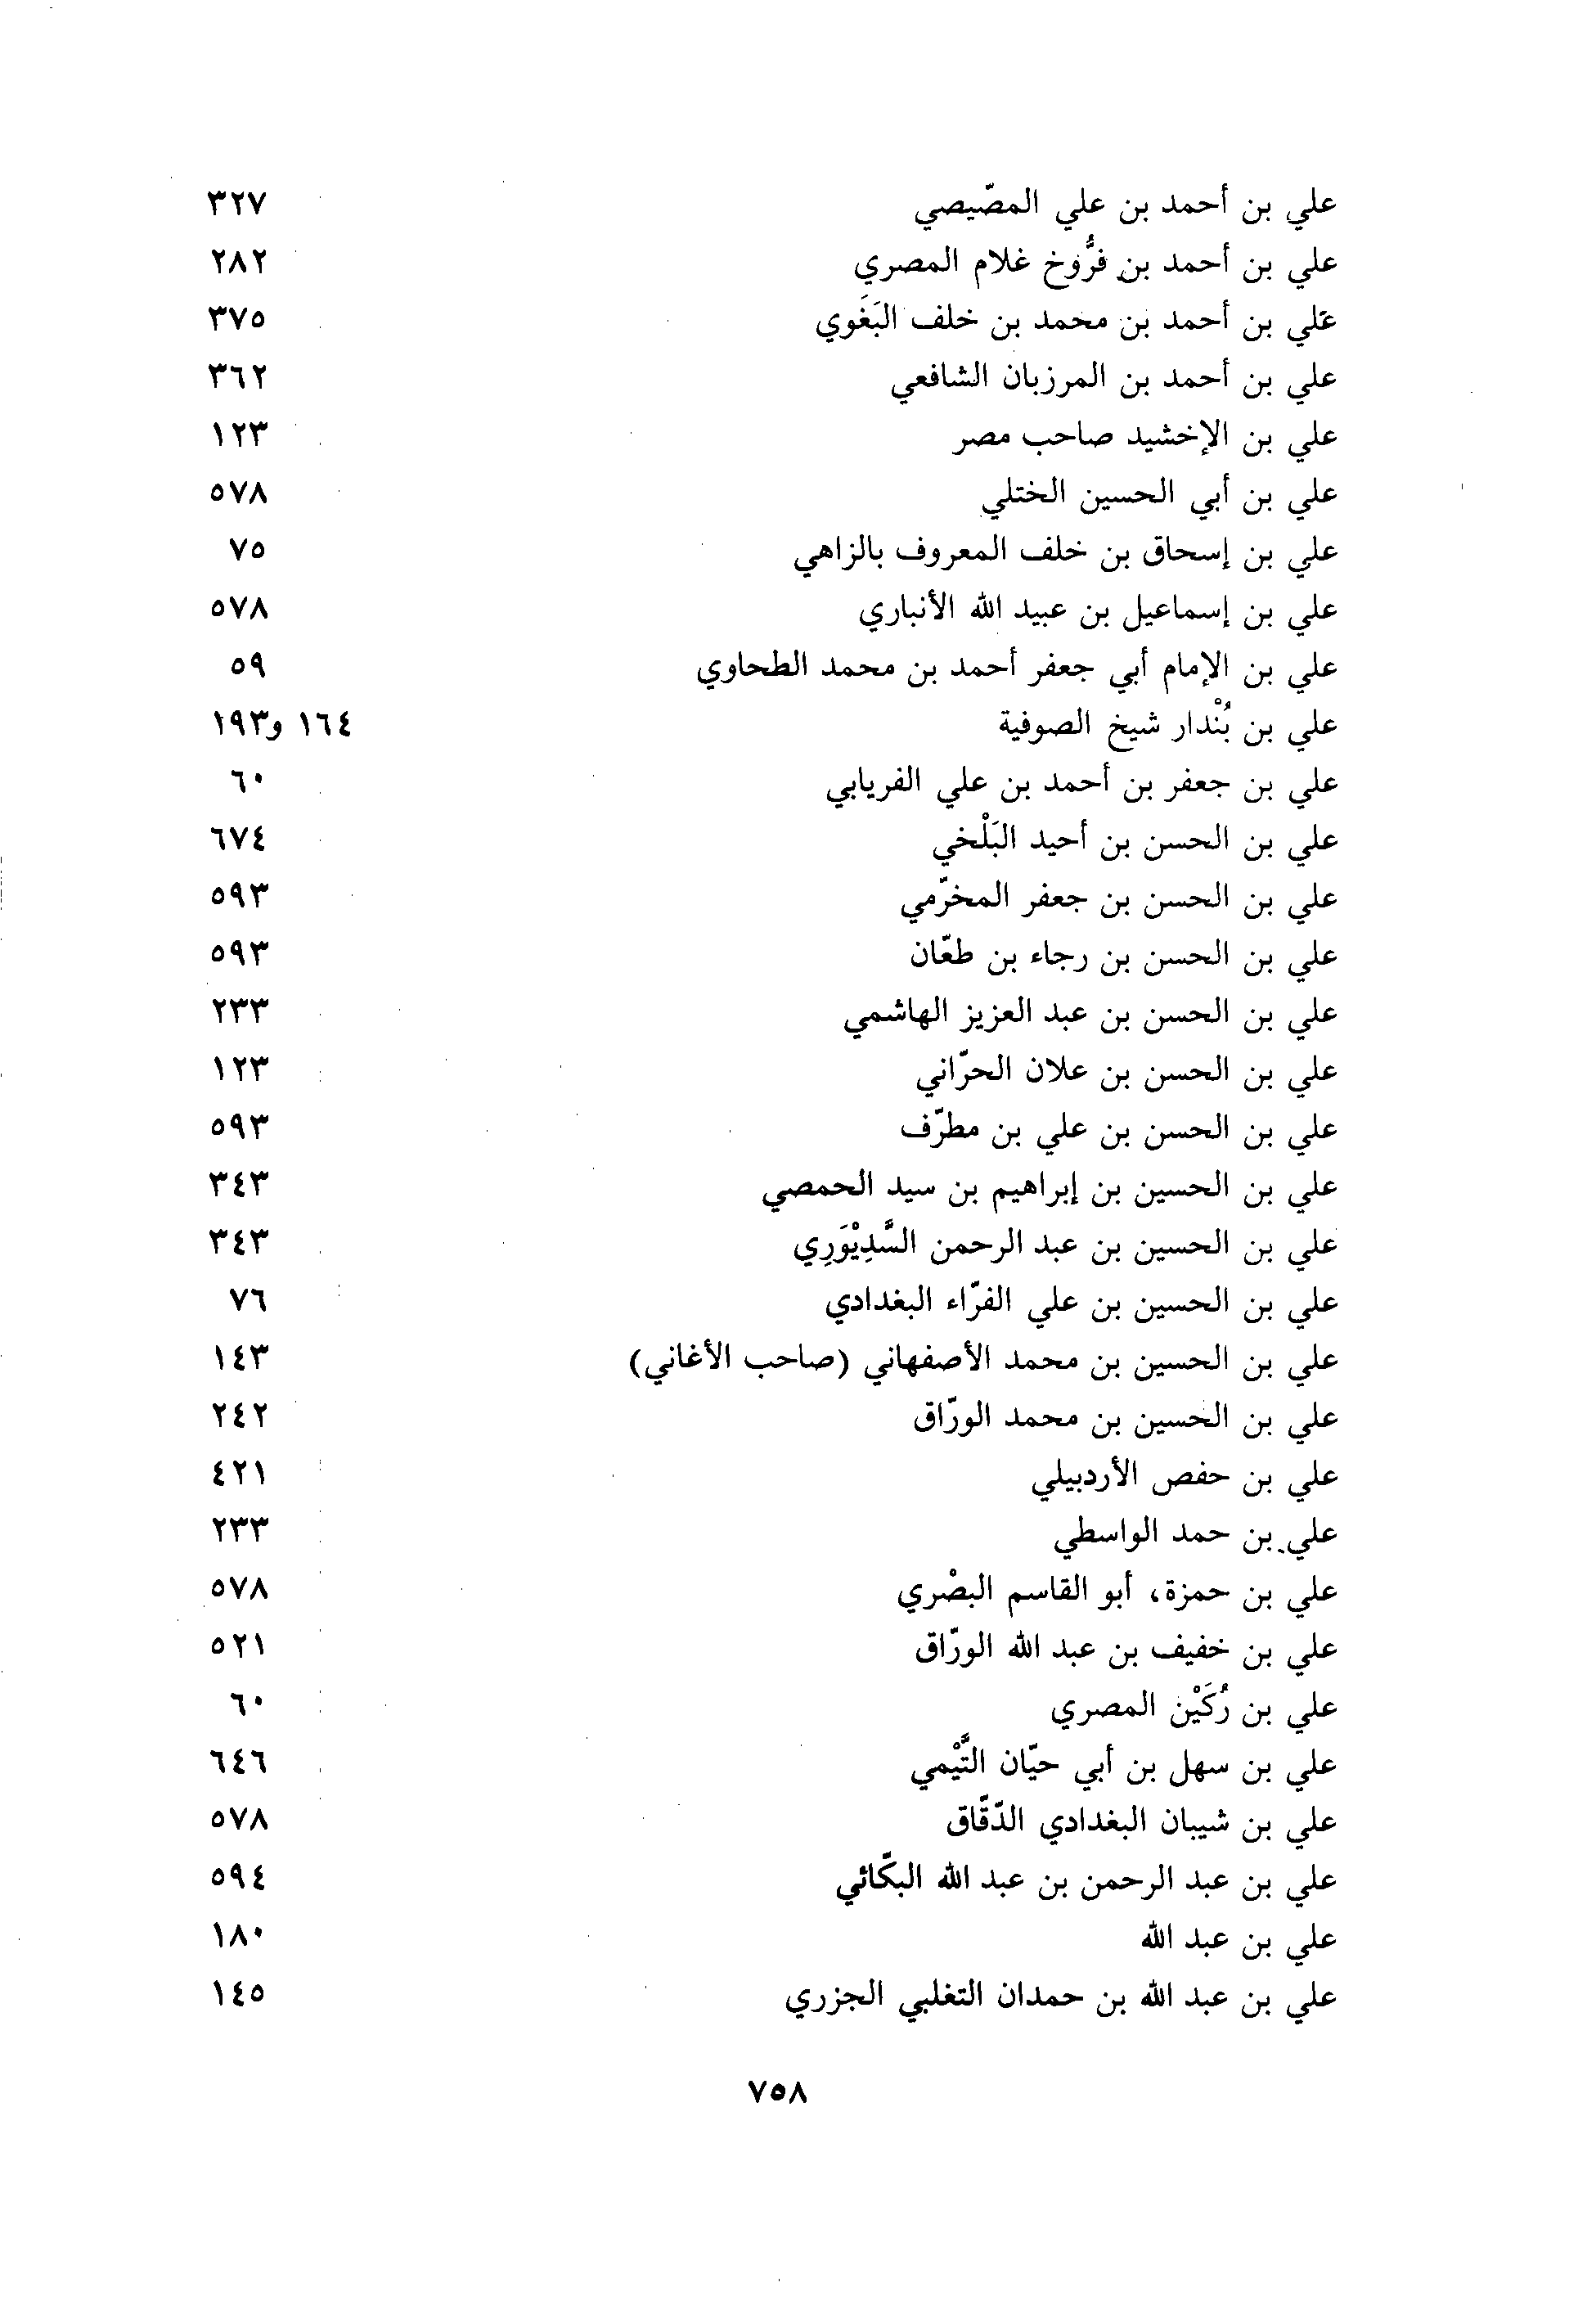 علي بن أحمد بن علي المصّيصي ٣٢٧
علي بن أحمد بن فرُّوخ غلام المصري ٢٨٢
علي بن أحمد بن محمد بن خلف البَغَوي ٣٧٥
علي بن أحمد بن المرزبان الشافعي ٣٦٢
علي بن الإخشيد صاحب مصر ١٢٣
علي بن أبي الحسين الختلي ٥٧٨
علي بن إسحاق بن خلف المعروف بالزاهي ٧٥
علي بن إسماعيل بن عبيد الله الأنباري ٥٧٨
علي بن الإمام أبي جعفر أحمد بن محمد الطحاوي ٥٩
علي بن بُنْدار شيخ الصوفية ١٦٤ و١٩٣
علي بن جعفر بن أحمد بن علي الفريابي ٦٠
علي بن الحسن بن أحيد البَلْخي ٦٧٤
علي بن الحسن بن جعفر المخرّمي ٥٩٣
علي بن الحسن بن رجاء بن طعّان ٥٩٣
علي بن الحسن بن عبد العزيز الهاشمي ٢٣٣
علي بن الحسن بن علان الحرّاني ١٢٣
علي بن الحسن بن علي بن مطرّف ٥٩٣
علي بن الحسين بن إبراهيم بن سيد الحمصي ٣٤٣
علي بن الحسين بن عبد الرحمن السَّدِيْوَرِي ٣٤٣
علي بن الحسين بن علي الفرّاء البغدادي ٧٦
علي بن الحسين بن محمد الأصفهاني (صاحب الأغاني) ١٤٣
علي بن الحسين بن محمد الورّاق ٢٤٢
علي بن حفص الأردبيلي ٤٢١
علي بن حمد الواسطي ٢٣٣
علي بن حمزة، أبو القاسم البصْري ٥٧٨
علي بن خفيف بن عبد الله الورّاق ٥٢١
علي بن رُكَيْن المصري ٦٠
علي بن سهل بن أبي حيّان التَّيْمي ٦٤٦
علي بن شيبان البغدادي الدّقّاق ٥٧٨
علي بن عبد الرحمن بن عبد الله البكّائي ٥٩٤
علي بن عبد الله ١٨٠
علي بن عبد الله بن حمدان التغلبي الجزري ١٤٥
٧٥٨